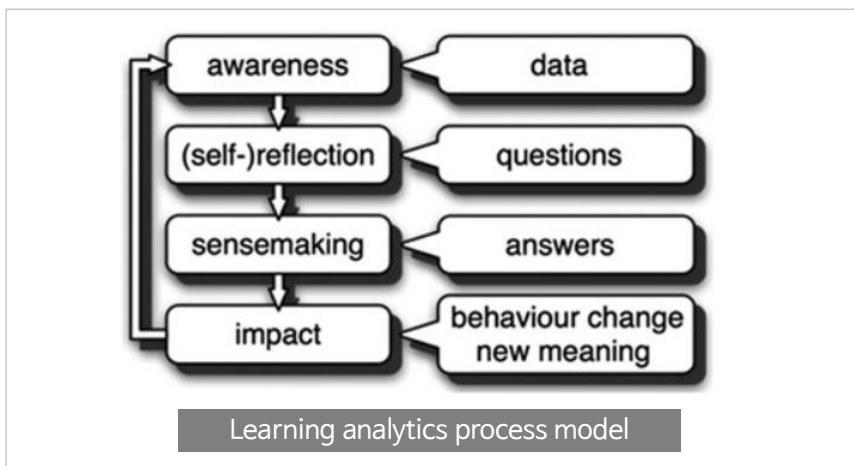 awareness
data
(self-)reflection
questions
sensemaking
answers
impact
behaviour change
new meaning
Learning analytics process model